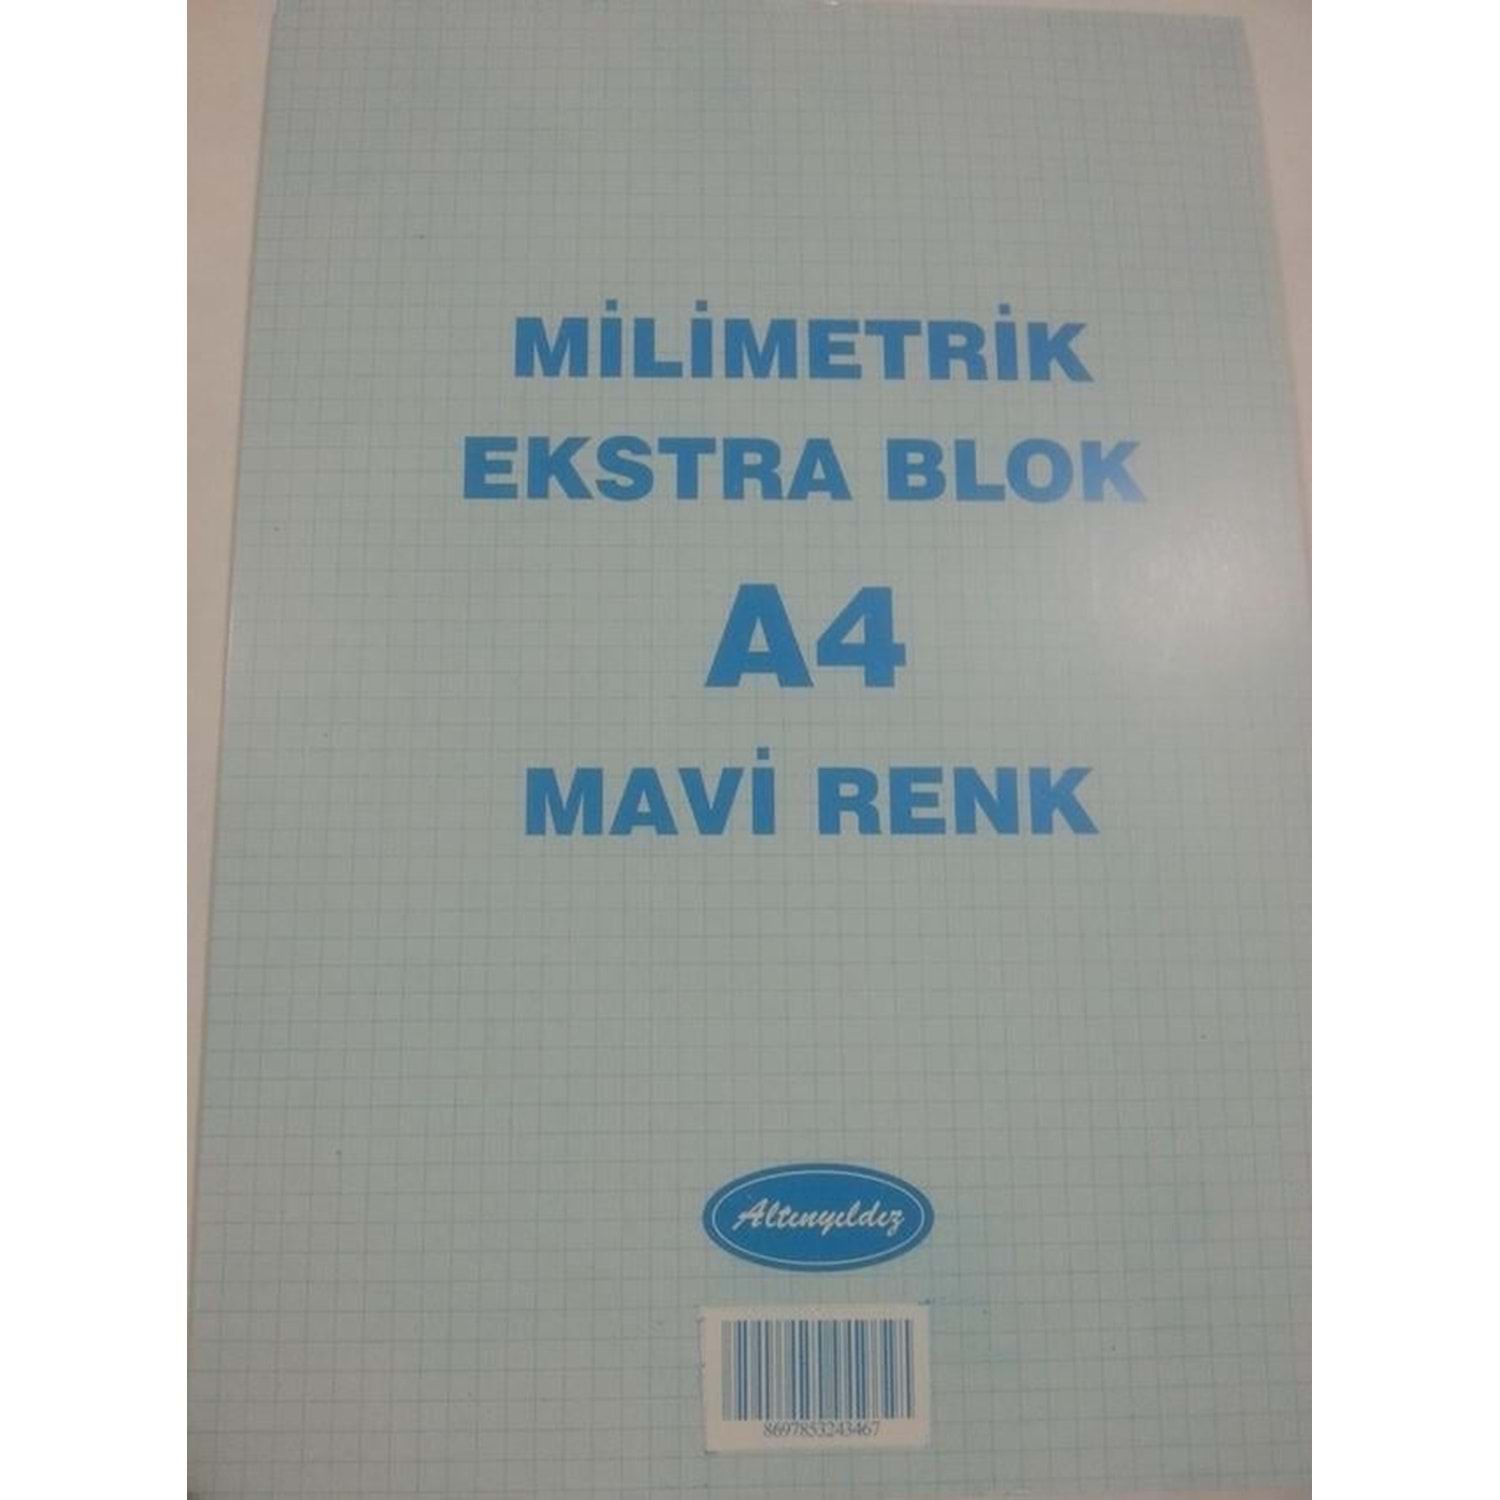 MİLİMETRİK
EKSTRA BLOK
A4
MAVİ RENK
Altınyıldız
8697853243467